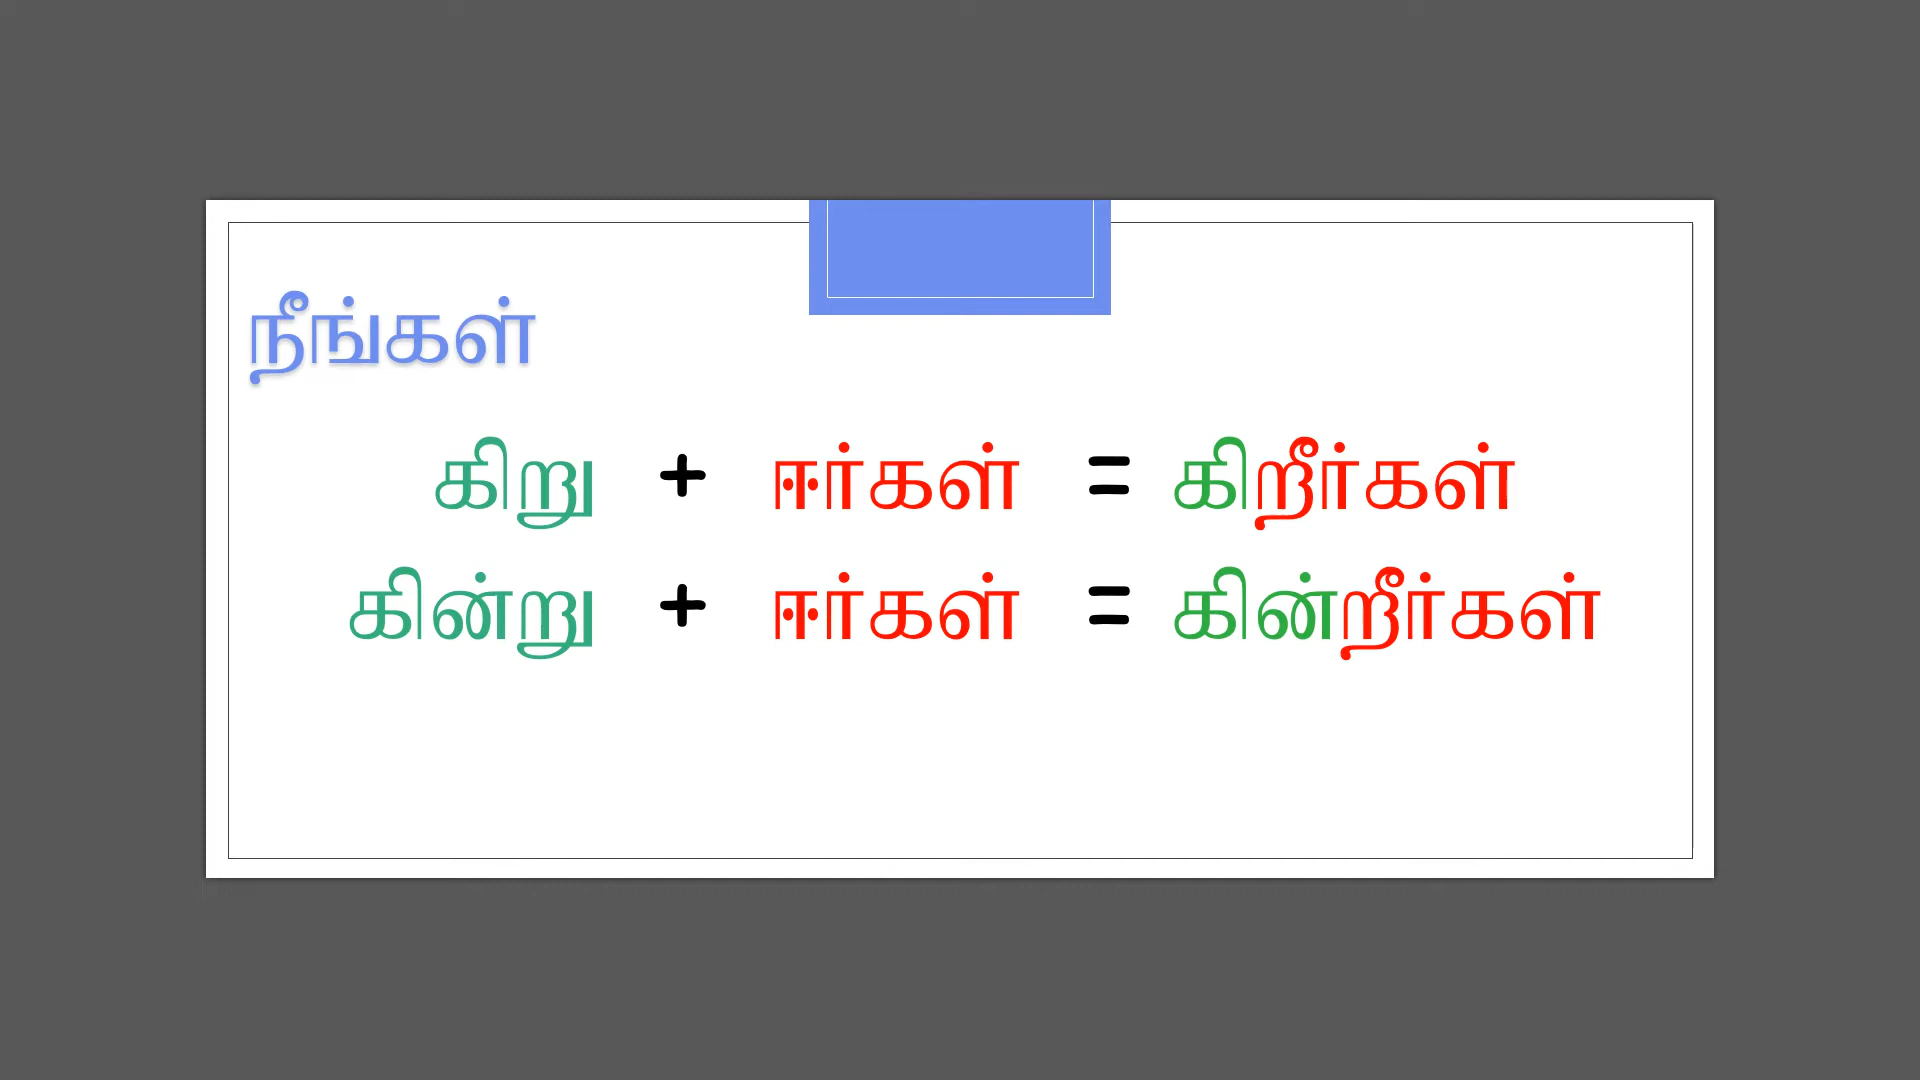 நீங்கள்
கிறு + ஈர்கள் = கிறீர்கள்
கின்று + ஈர்கள் = கின்றீர்கள்